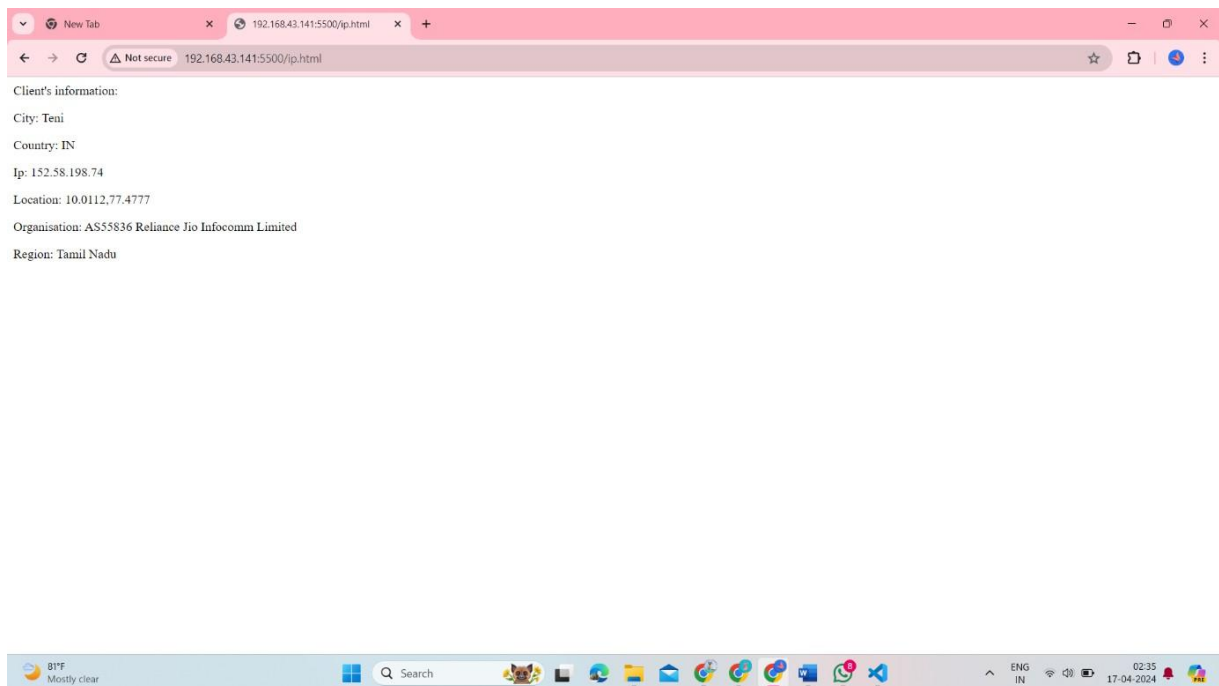 New Tab
192.168.43.141:5500/ip.html
Not secure 192.168.43.141:5500/ip.html
Client's information:
City: Teni
Country: IN
Ip: 152.58.198.74
Location: 10.0112,77.4777
Organisation: AS55836 Reliance Jio Infocomm Limited
Region: Tamil Nadu
81°F
Mostly clear
Search
W
8
ENG
IN
02:35
17-04-2024
PRE